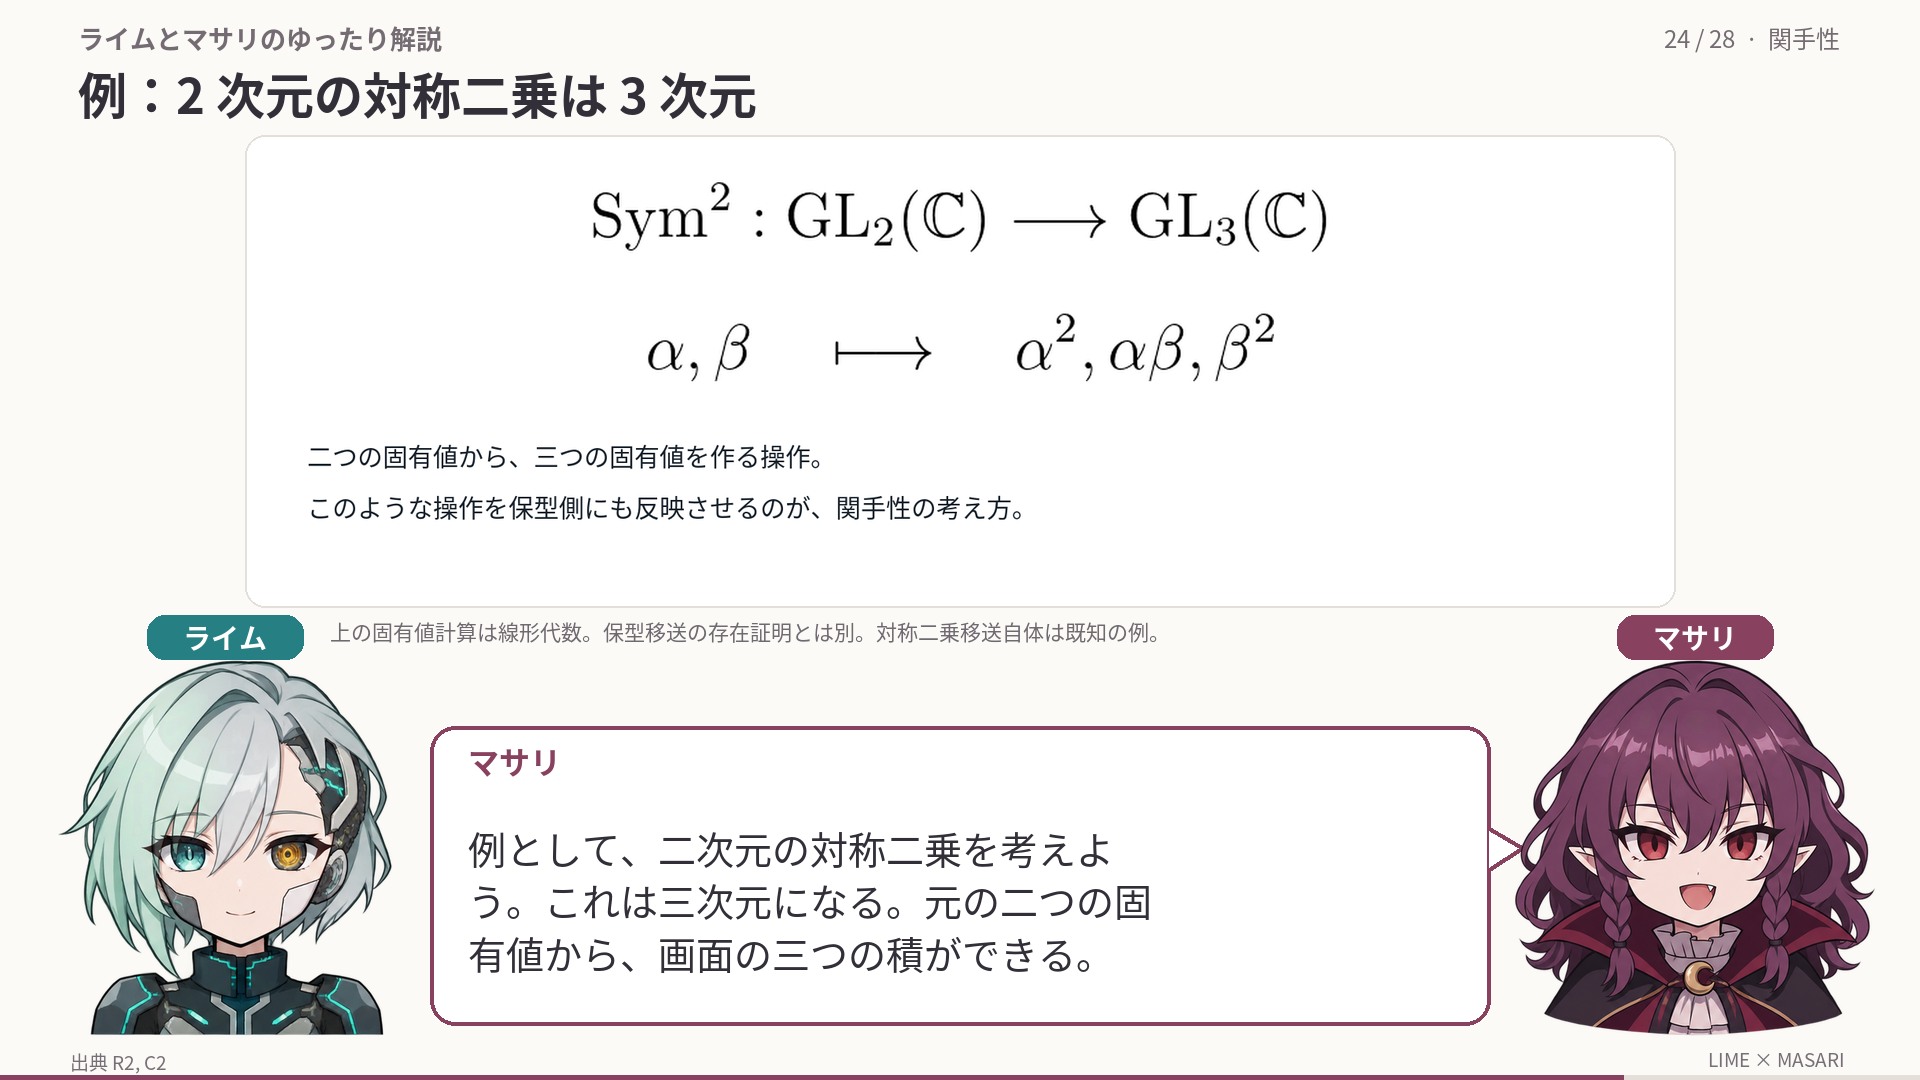 ライムとマサリのゆったり解説
24 / 28 · 関手性
例：2 次元の対称二乗は 3 次元
Sym² : GL₂(ℂ) ⟶ GL₃(ℂ)
α, β ⟼ α², αβ, β²
二つの固有値から、三つの固有値を作る操作。
このような操作を保型側にも反映させるのが、関手性の考え方。
ライム
上の固有値計算は線形代数。保型移送の存在証明とは別。対称二乗移送自体は既知の例。
マサリ
マサリ
例として、二次元の対称二乗を考えよ
う。これは三次元になる。元の二つの固
有値から、画面の三つの積ができる。
出典 R2, C2
LIME × MASARI